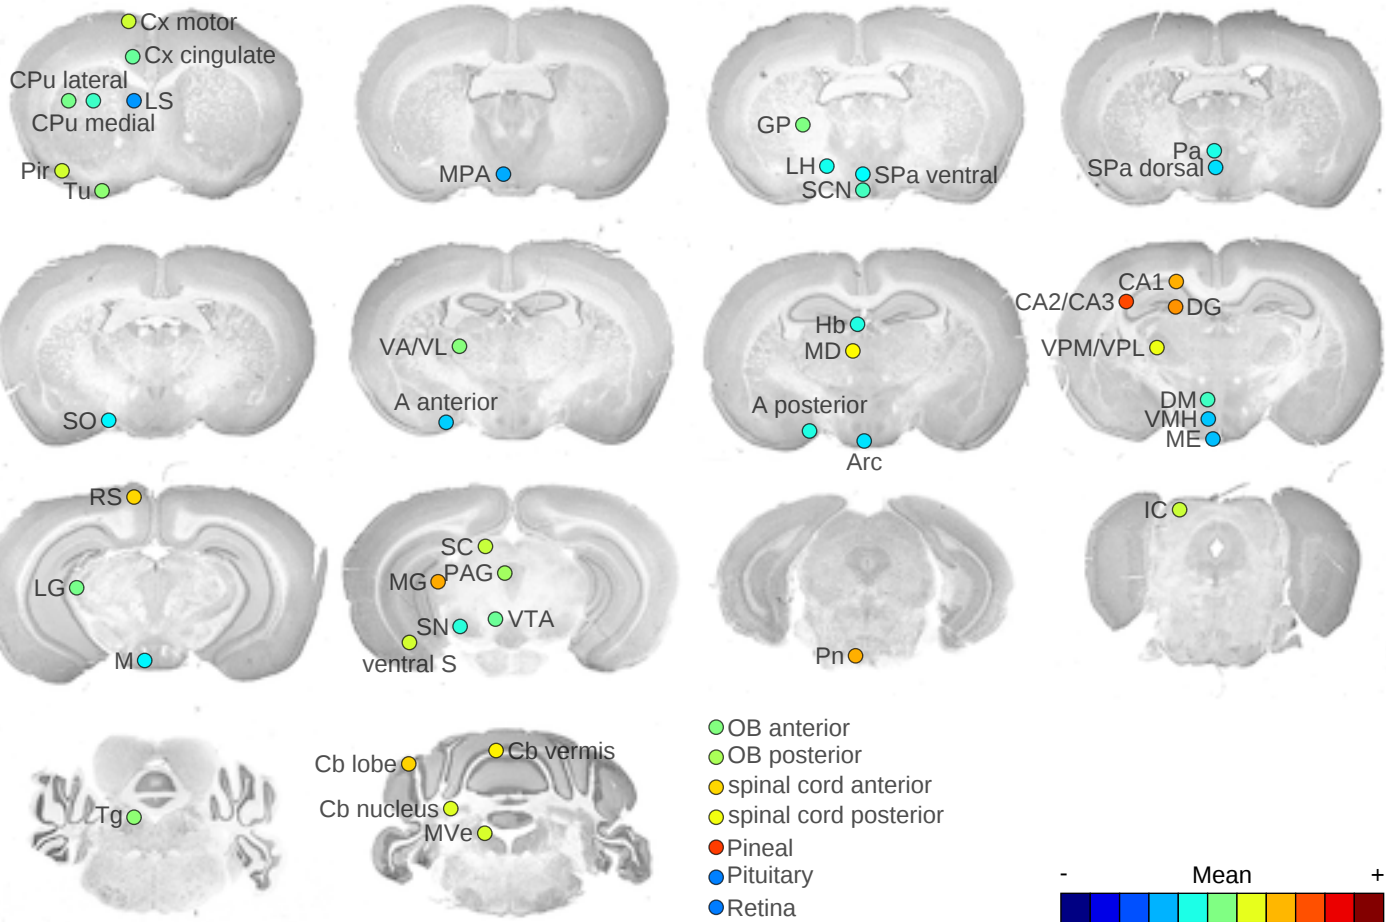 Cx motor
Cx cingulate
CPu lateral
LS
CPu medial
Pir
Tu
MPA
GP
LH
SPa ventral
SCN
Pa
SPa dorsal
SO
VA/VL
A anterior
Hb
MD
A posterior
Arc
CA1
CA2/CA3
DG
VPM/VPL
DM
VMH
ME
RS
LG
M
SC
MG
PAG
SN
VTA
ventral S
Pn
IC
Tg
Cb lobe
Cb vermis
Cb nucleus
MVe
OB anterior
OB posterior
spinal cord anterior
spinal cord posterior
Pineal
Pituitary
Retina
- Mean +